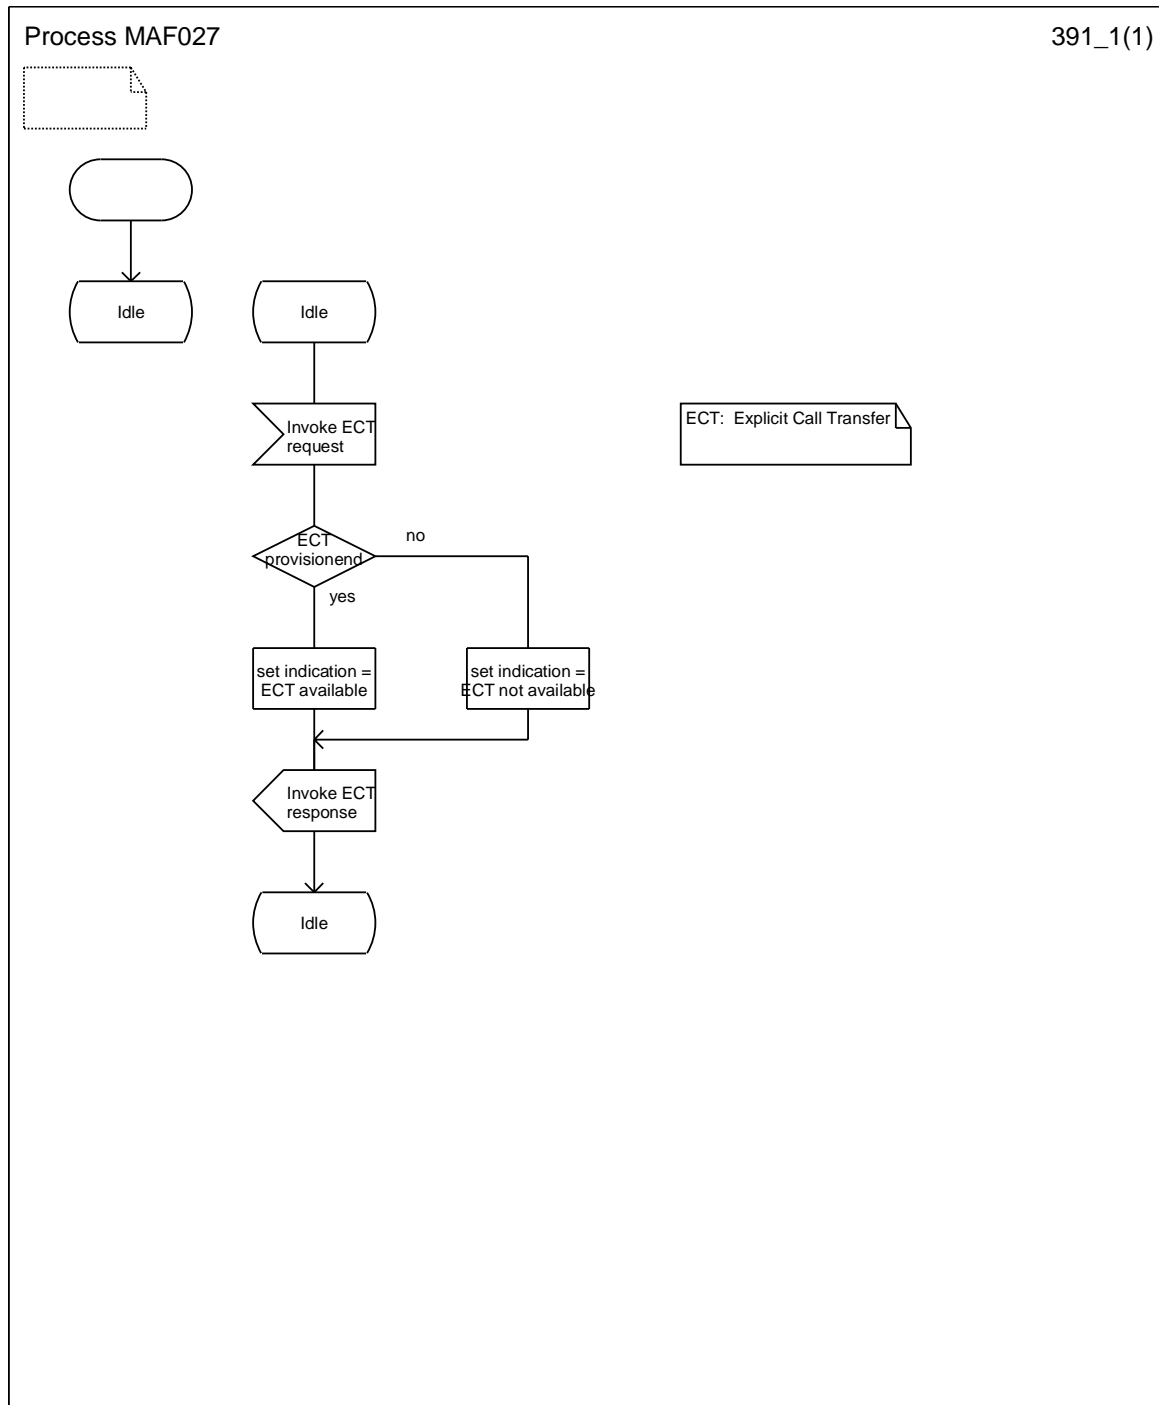 Process MAF027
391_1(1)
Idle
Idle
Invoke ECT
request
ECT: Explicit Call Transfer
ECT
provisionend
no
yes
set indication =
ECT available
set indication =
ECT not available
Invoke ECT
response
Idle